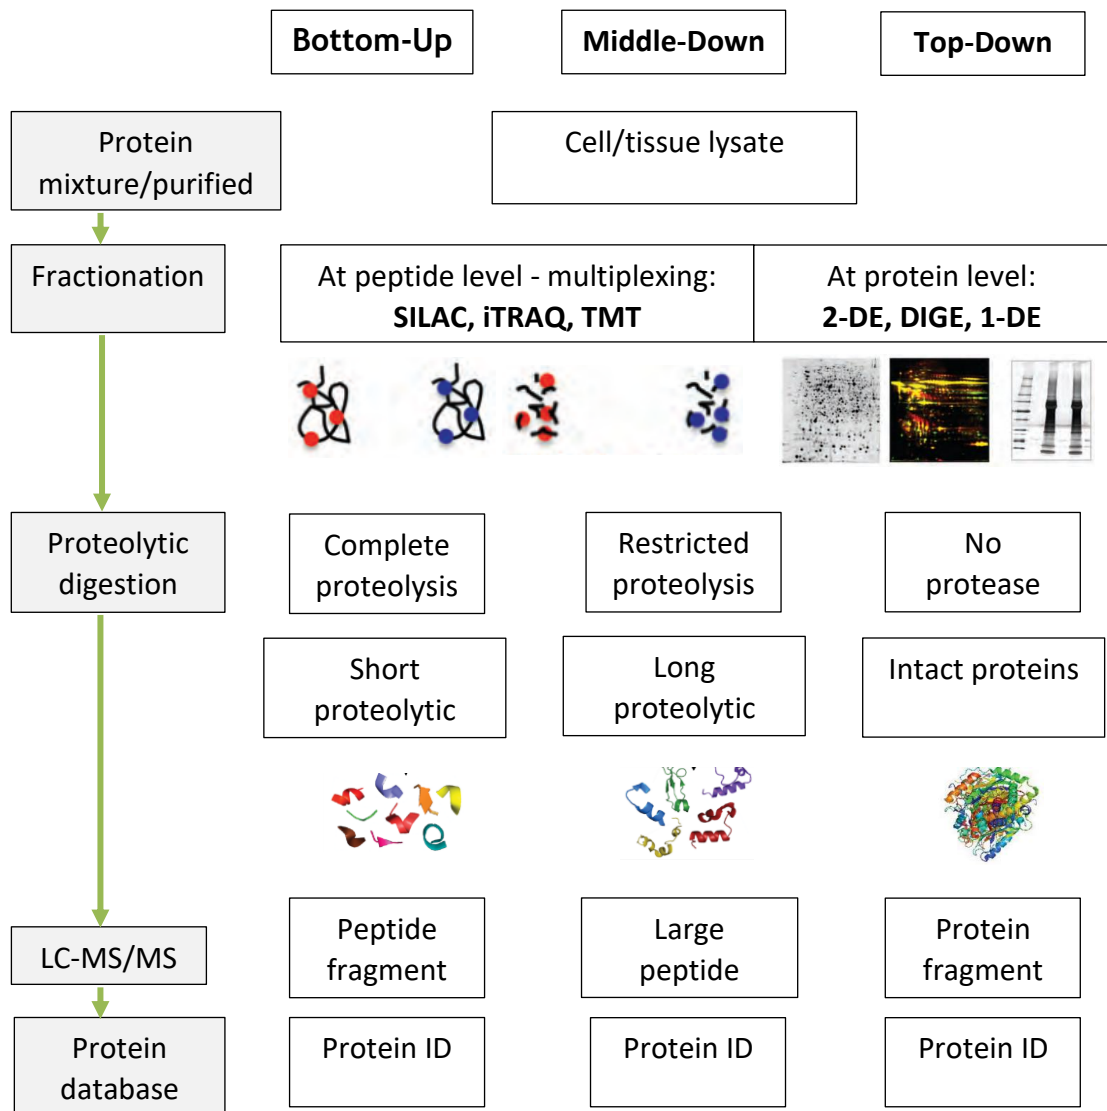 Bottom-Up
Middle-Down
Top-Down
Protein
mixture/purified
Cell/tissue lysate
Fractionation
At peptide level - multiplexing:
SILAC, iTRAQ, TMT
At protein level:
2-DE, DIGE, 1-DE
Proteolytic
digestion
Complete
proteolysis
Restricted
proteolysis
No
protease
Short
proteolytic
Long
proteolytic
Intact proteins
LC-MS/MS
Peptide
fragment
Large
peptide
Protein
fragment
Protein
database
Protein ID
Protein ID
Protein ID